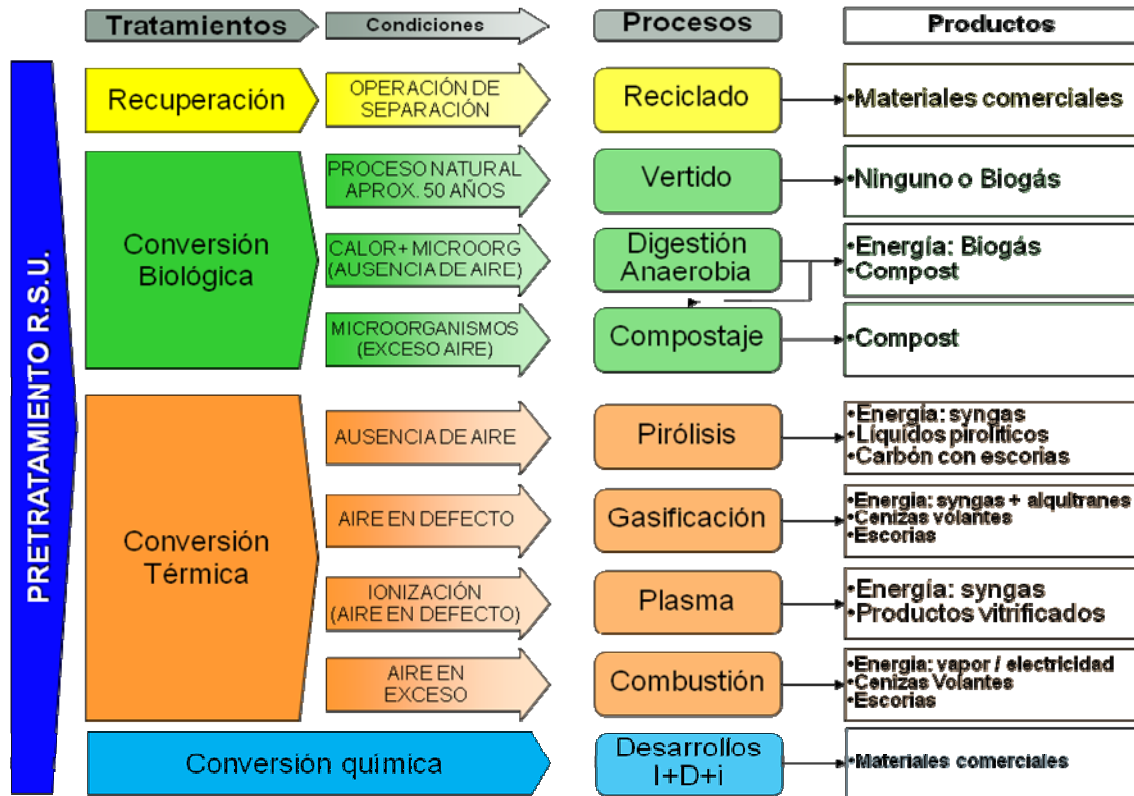 Tratamientos
Condiciones
Procesos
Productos
PRETRATAMIENTO R.S.U.
Recuperación
OPERACIÓN DE
SEPARACIÓN
Reciclado
•Materiales comerciales
Conversión
Biológica
PROCESO NATURAL
APROX. 50 AÑOS
Vertido
•Ninguno o Biogás
CALOR+ MICROORG
(AUSENCIA DE AIRE)
Digestión
Anaerobia
•Energía: Biogás
•Compost
MICROORGANISMOS
(EXCESO AIRE)
Compostaje
•Compost
Conversión
Térmica
AUSENCIA DE AIRE
Pirólisis
•Energía: syngas
•Líquídos pirolíticos
•Carbón con escorias
AIRE EN DEFECTO
Gasificación
•Energía: syngas + alquitranes
•Cenizas volantes
•Escorias
IONIZACIÓN
(AIRE EN DEFECTO)
Plasma
•Energía: syngas
•Productos vitrificados
AIRE EN
EXCESO
Combustión
•Energía: vapor / electricidad
•Cenizas Volantes
•Escorias
Conversión química
Desarrollos
I+D+i
•Materiales comerciales